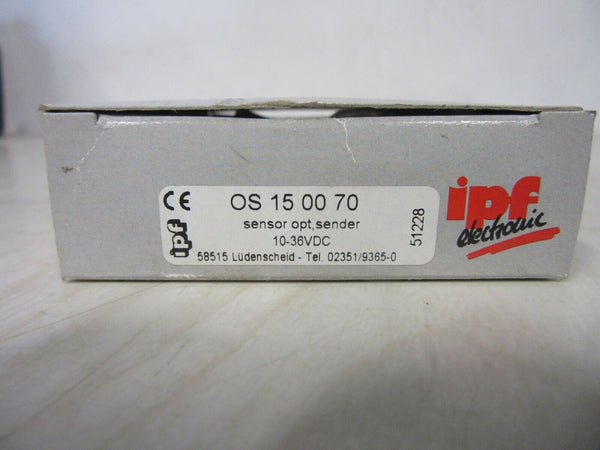 CE
ipf
OS 15 00 70
sensor opt,sender
10-36VDC
58515 Lüdenscheid - Tel. 02351/9365-0
51228
ipf
electronic